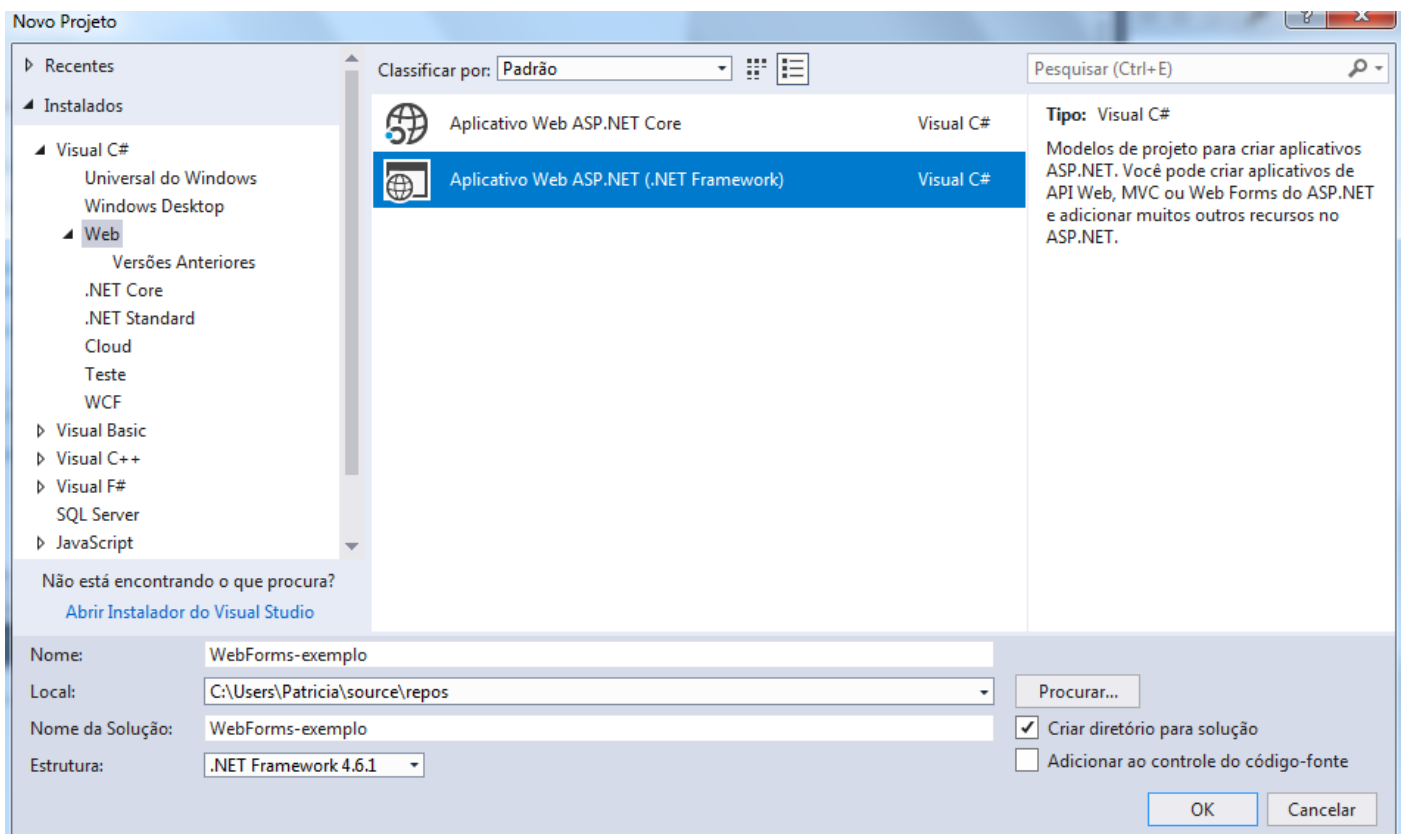 Novo Projeto
Recentes
Instalados
Visual C#
Universal do Windows
Windows Desktop
Web
Versões Anteriores
.NET Core
.NET Standard
Cloud
Teste
WCF
Visual Basic
Visual C++
Visual F#
SQL Server
JavaScript
Não está encontrando o que procura?
Abrir Instalador do Visual Studio
Classificar por: Padrão
Aplicativo Web ASP.NET Core Visual C#
Aplicativo Web ASP.NET (.NET Framework) Visual C#
Pesquisar (Ctrl+E)
Tipo: Visual C#
Modelos de projeto para criar aplicativos
ASP.NET. Você pode criar aplicativos de
API Web, MVC ou Web Forms do ASP.NET
e adicionar muitos outros recursos no
ASP.NET.
Nome: WebForms-exemplo
Local: C:\Users\Patricia\source\repos Procurar...
Nome da Solução: WebForms-exemplo Criar diretório para solução
Estrutura: .NET Framework 4.6.1 Adicionar ao controle do código-fonte
OK Cancelar